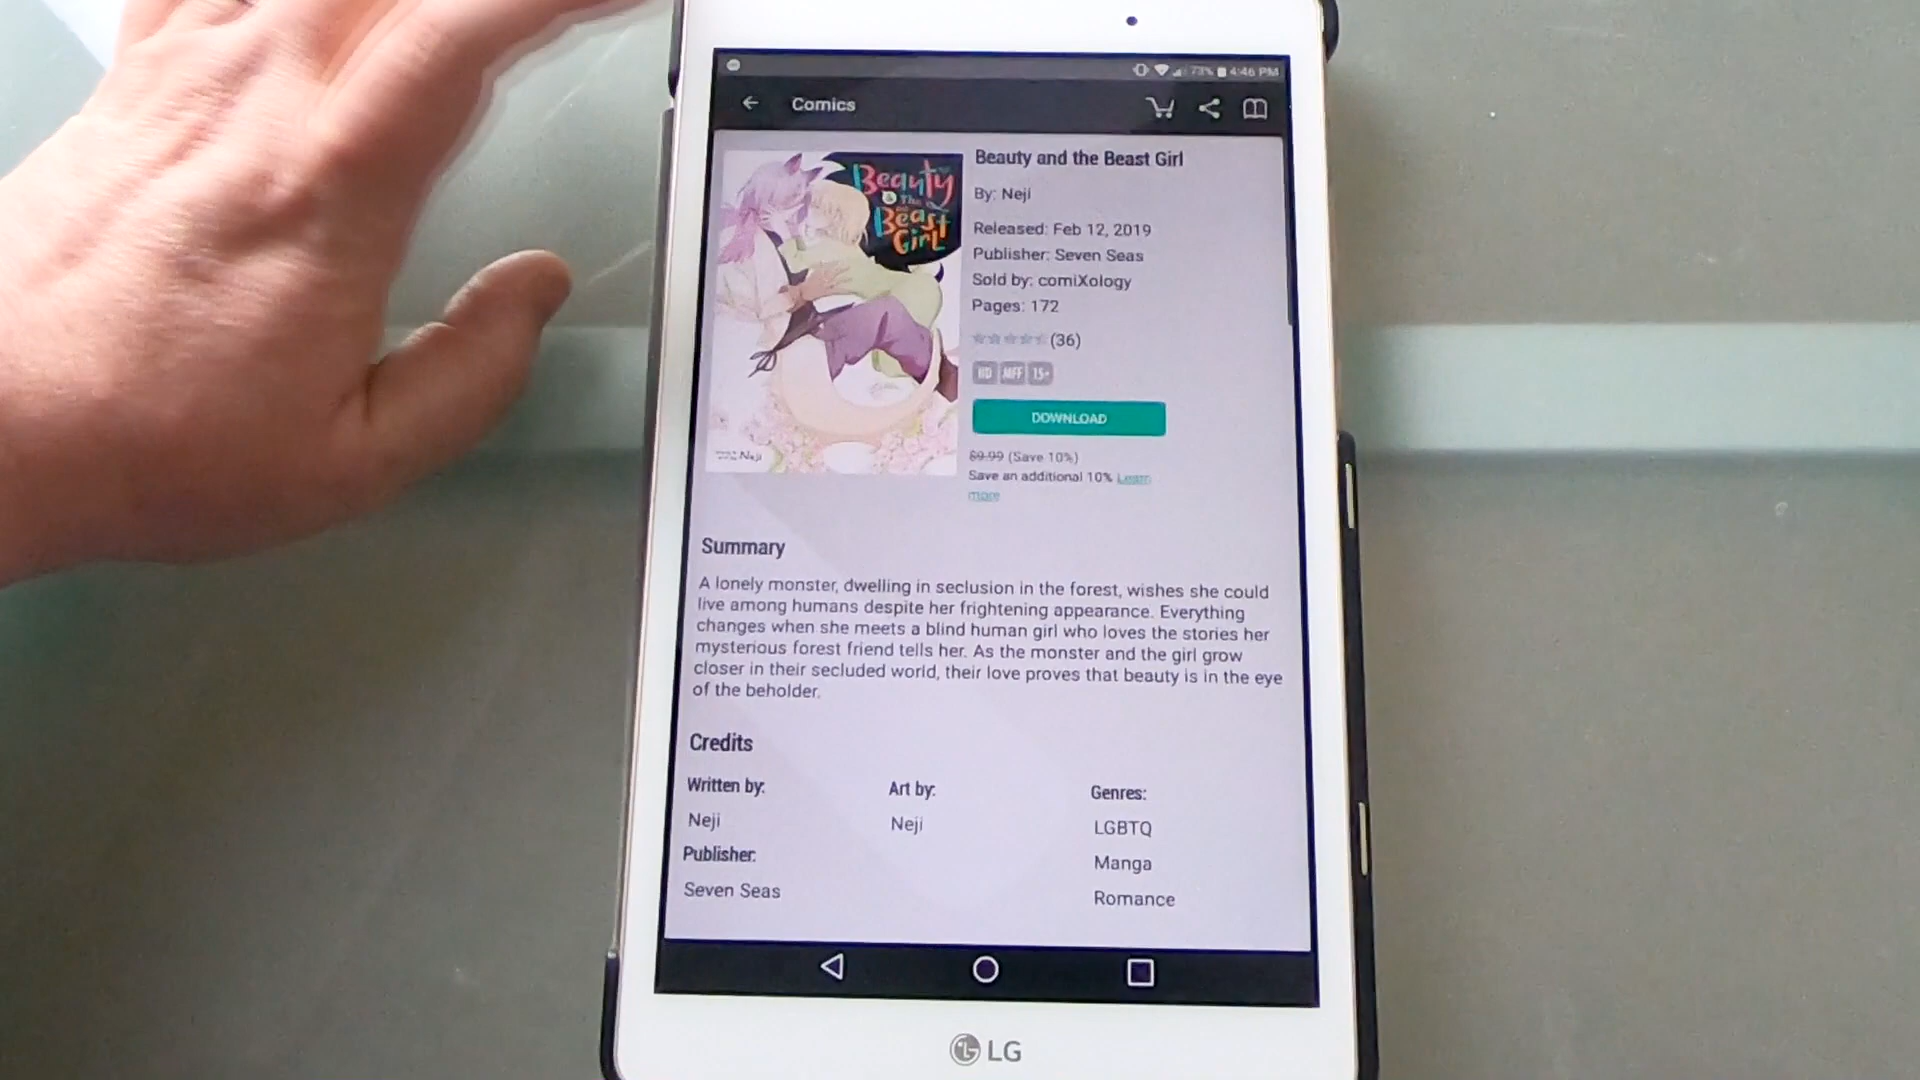 73% 4:46 PM
Comics
Beauty
& The
Beast
Girl
Neji
Beauty and the Beast Girl
By: Neji
Released: Feb 12, 2019
Publisher: Seven Seas
Sold by: comiXology
Pages: 172
(36)
HD MFF 15+
DOWNLOAD
$9.99 (Save 10%)
Save an additional 10% Learn
more
Summary
A lonely monster, dwelling in seclusion in the forest, wishes she could
live among humans despite her frightening appearance. Everything
changes when she meets a blind human girl who loves the stories her
mysterious forest friend tells her. As the monster and the girl grow
closer in their secluded world, their love proves that beauty is in the eye
of the beholder.
Credits
Written by:
Neji
Publisher:
Seven Seas
Art by:
Neji
Genres:
LGBTQ
Manga
Romance
LG